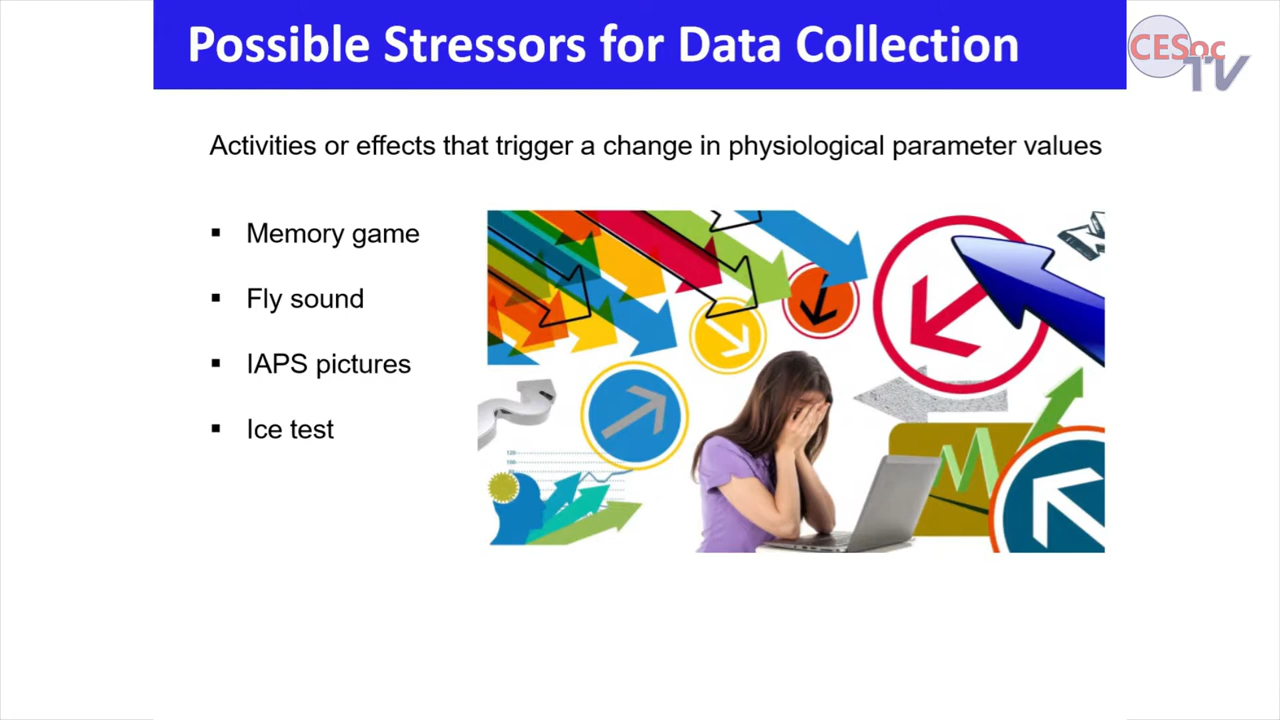 Possible Stressors for Data Collection
CESoc
TV
Activities or effects that trigger a change in physiological parameter values
▪ Memory game
▪ Fly sound
▪ IAPS pictures
▪ Ice test